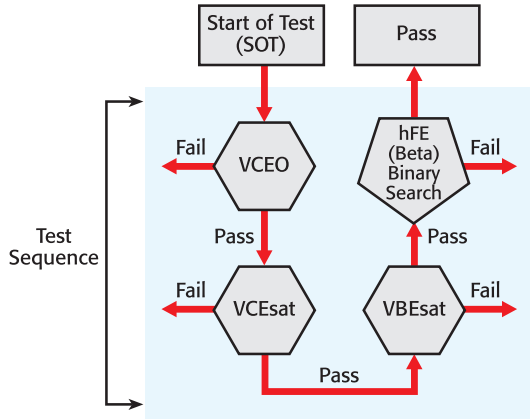 Start of Test
(SOT)
Pass
Fail
VCEO
hFE
(Beta)
Binary
Search
Fail
Pass
Pass
Test
Sequence
Fail
VCEsat
VBEsat
Fail
Pass